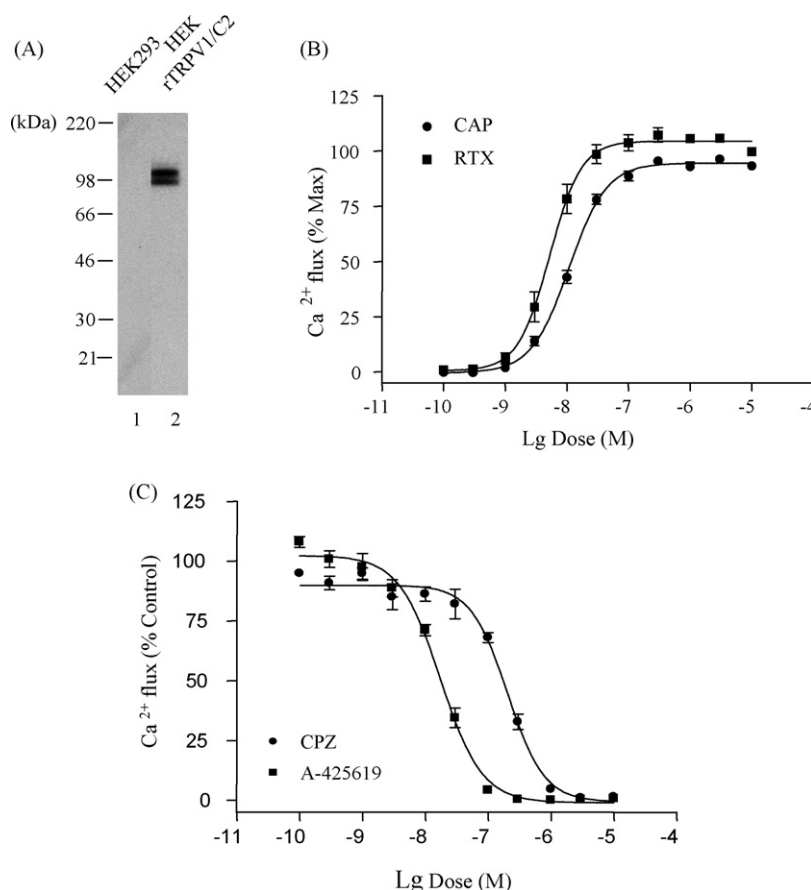 (A)
HEK293
HEK
rTRPV1/C2
(kDa)
220
98
66
46
30
21
1 2
(B)
125
100
75
50
25
0
Ca 2+ flux (% Max)
CAP
RTX
-11 -10 -9 -8 -7 -6 -5 -4
Lg Dose (M)
(C)
125
100
75
50
25
0
Ca 2+ flux (% Control)
CPZ
A-425619
-10 -9 -8 -7 -6 -5 -4
Lg Dose (M)